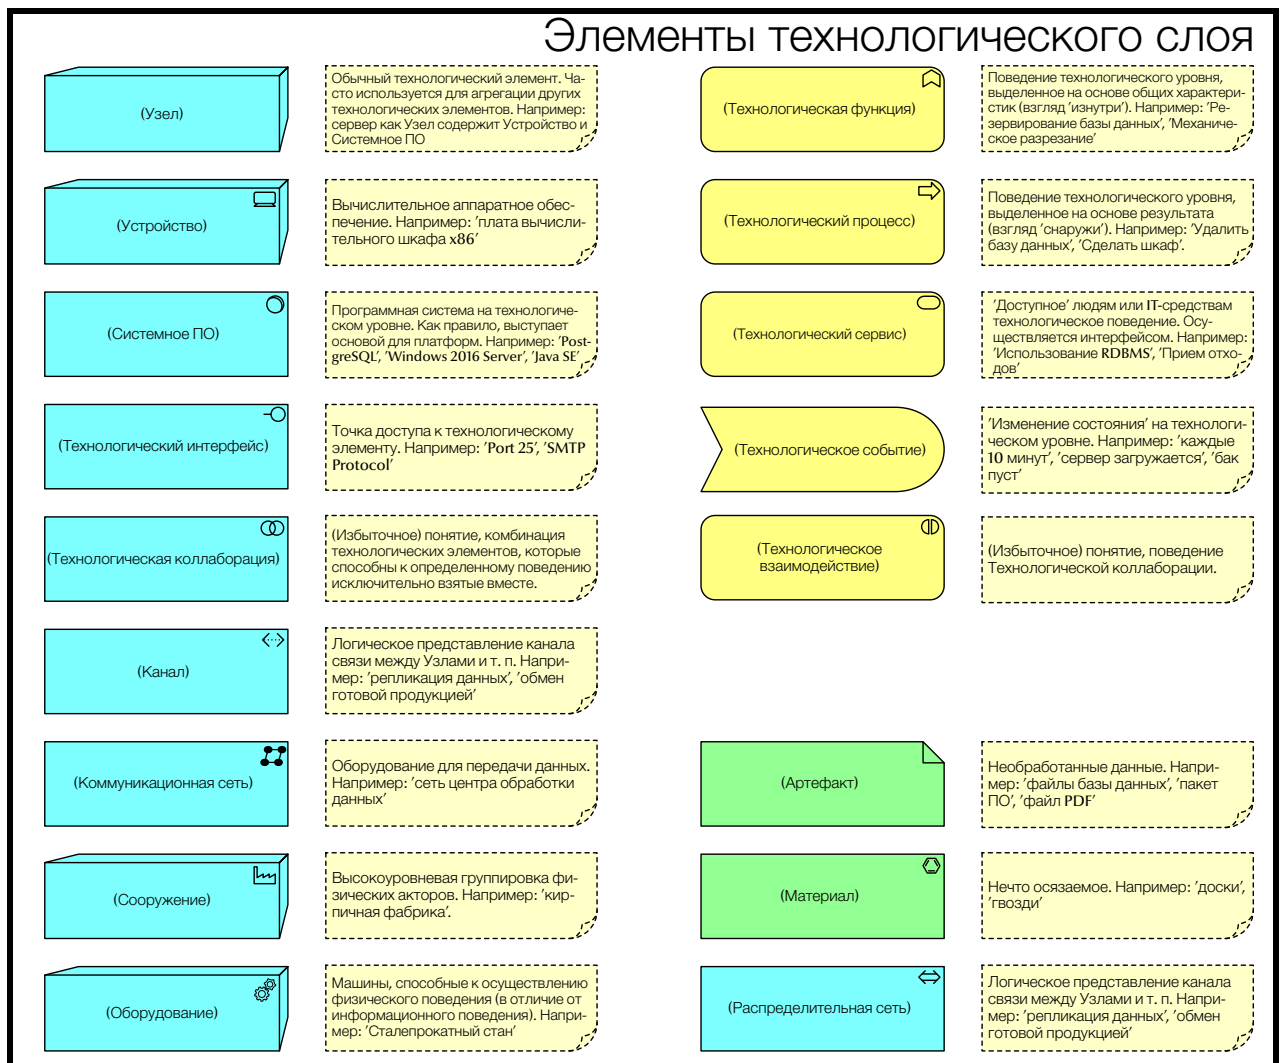 Элементы технологического слоя
(Узел)
Обычный технологический элемент. Ча-
сто используется для агрегации других
технологических элементов. Например:
сервер как Узел содержит Устройство и
Системное ПО
(Технологическая функция)
Поведение технологического уровня,
выделенное на основе общих характери-
стик (взгляд 'изнутри'). Например: 'Ре-
зервирование базы данных', 'Механиче-
ское разрезание'
(Устройство)
Вычислительное аппаратное обес-
печение. Например: 'плата вычисли-
тельного шкафа x86'
(Технологический процесс)
Поведение технологического уровня,
выделенное на основе результата
(взгляд 'снаружи'). Например: 'Удалить
базу данных', 'Сделать шкаф'.
(Системное ПО)
Программная система на технологиче-
ском уровне. Как правило, выступает
основой для платформ. Например: 'Post-
greSQL', 'Windows 2016 Server', 'Java SE'
(Технологический сервис)
'Доступное' людям или IT-средствам
технологическое поведение. Осу-
ществляется интерфейсом. Например:
'Использование RDBMS', 'Прием отхо-
дов'
(Технологический интерфейс)
Точка доступа к технологическому
элементу. Например: 'Port 25', 'SMTP
Protocol'
(Технологическое событие)
'Изменение состояния' на технологи-
ческом уровне. Например: 'каждые
10 минут', 'сервер загружается', 'бак
пуст'
(Технологическая коллаборация)
(Избыточное) понятие, комбинация
технологических элементов, которые
способны к определенному поведению
исключительно взятые вместе.
(Технологическое
взаимодействие)
(Избыточное) понятие, поведение
Технологической коллаборации.
(Канал)
Логическое представление канала
связи между Узлами и т. п. Напри-
мер: 'репликация данных', 'обмен
готовой продукцией'
(Коммуникационная сеть)
Оборудование для передачи данных.
Например: 'сеть центра обработки
данных'
(Артефакт)
Необработанные данные. Напри-
мер: 'файлы базы данных', 'пакет
ПО', 'файл PDF'
(Сооружение)
Высокоуровневая группировка фи-
зических акторов. Например: 'кир-
пичная фабрика'.
(Материал)
Нечто осязаемое. Например: 'доски',
'гвозди'
(Оборудование)
Машины, способные к осуществлению
физического поведения (в отличие от
информационного поведения). Напри-
мер: 'Сталепрокатный стан'
(Распределительная сеть)
Логическое представление канала
связи между Узлами и т. п. Напри-
мер: 'репликация данных', 'обмен
готовой продукцией'